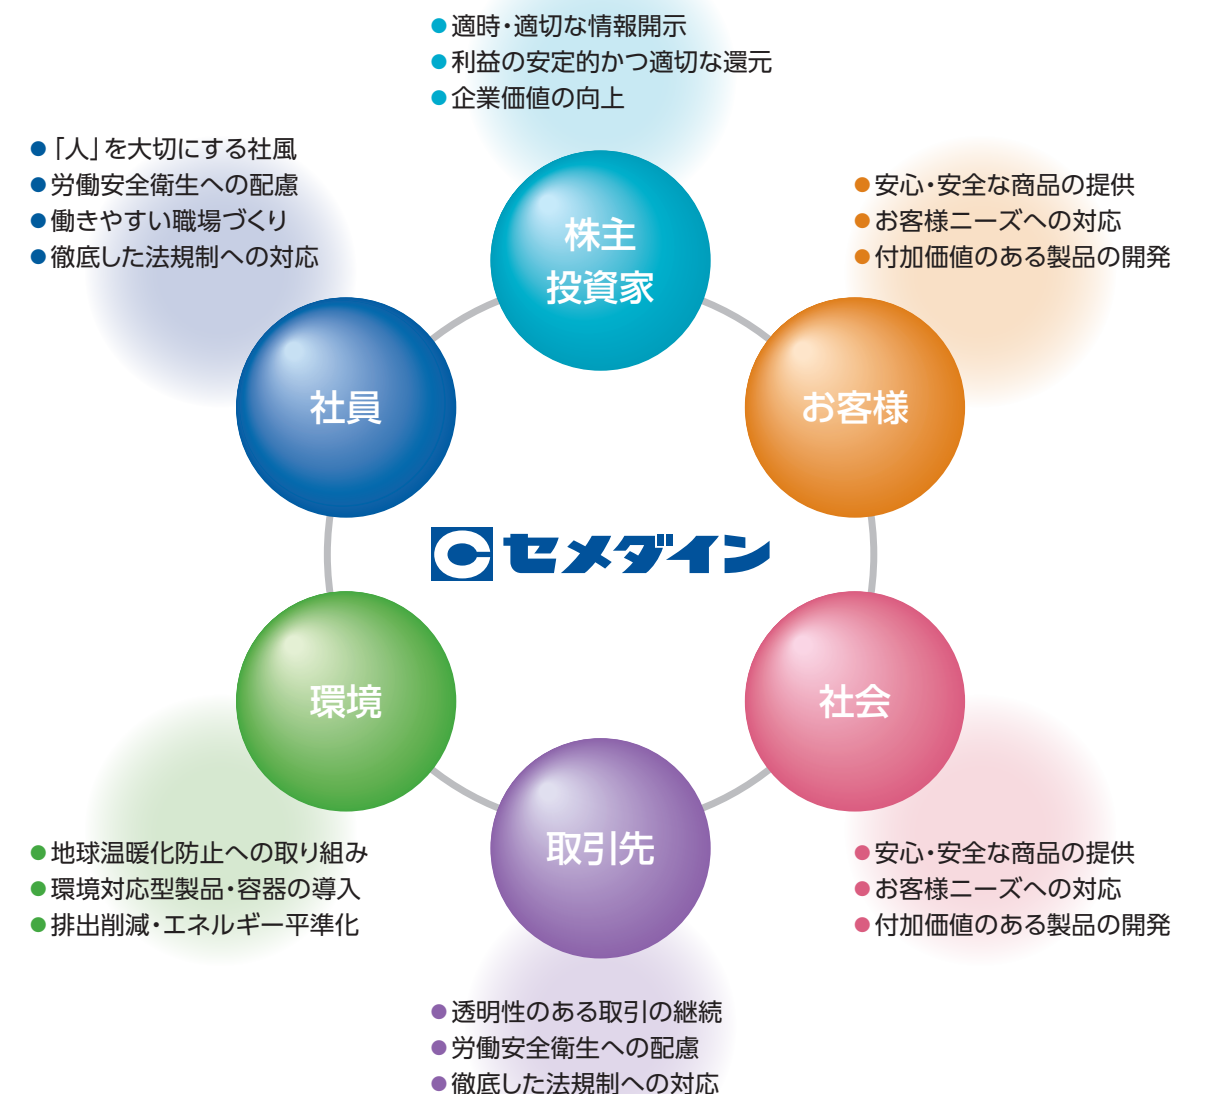 ●適時・適切な情報開示
●利益の安定的かつ適切な還元
●企業価値の向上
●「人」を大切にする社風
●労働安全衛生への配慮
●働きやすい職場づくり
●徹底した法規制への対応
●安心・安全な商品の提供
●お客様ニーズへの対応
●付加価値のある製品の開発
株主
投資家
社員
お客様
セメダイン
環境
社会
取引先
●地球温暖化防止への取り組み
●環境対応型製品・容器の導入
●排出削減・エネルギー平準化
●安心・安全な商品の提供
●お客様ニーズへの対応
●付加価値のある製品の開発
●透明性のある取引の継続
●労働安全衛生への配慮
●徹底した法規制への対応